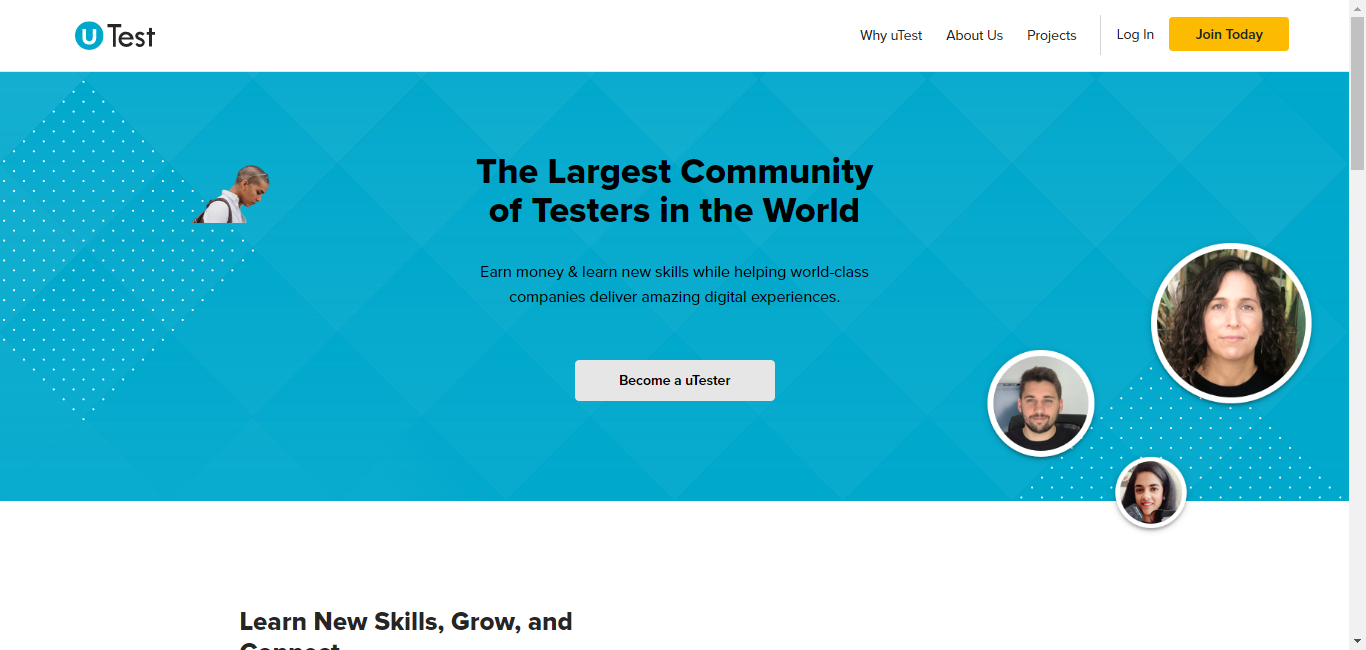 uTest
Why uTest
About Us
Projects
Log In
Join Today
The Largest Community
of Testers in the World
Earn money & learn new skills while helping world-class
companies deliver amazing digital experiences.
Become a uTester
Learn New Skills, Grow, and
Connect